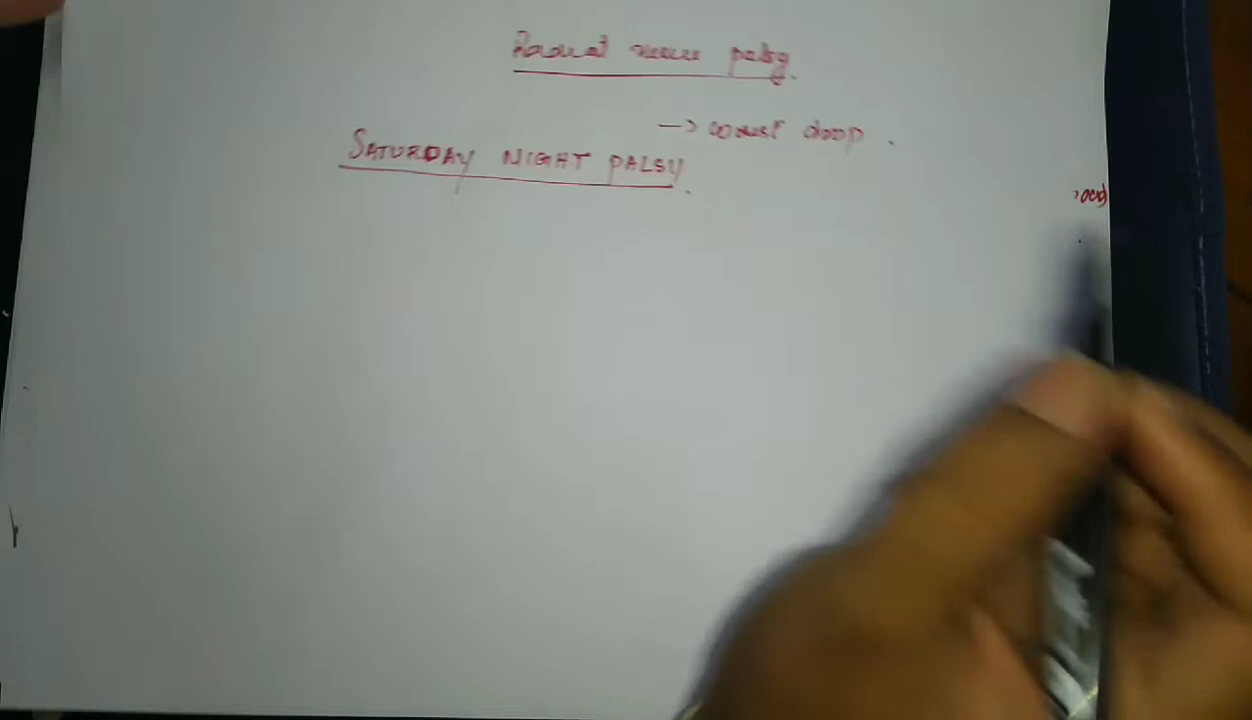 Radial nerve palsy.
→ wrist drop.
SATURDAY NIGHT PALSY.